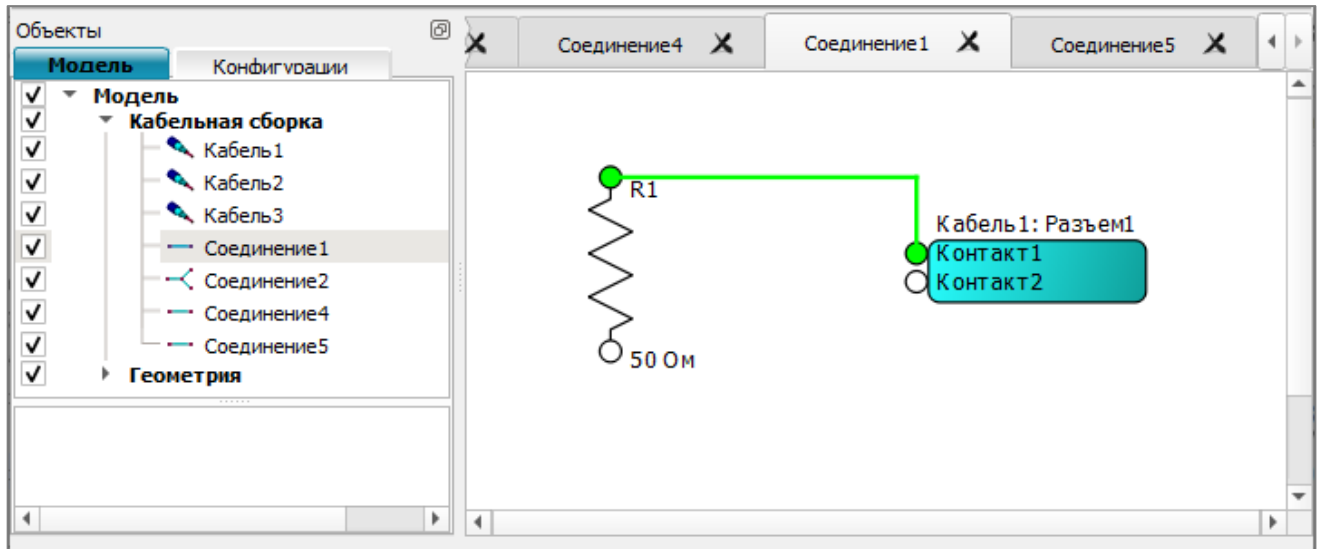 Объекты
Модель
Конфигурации
Модель
Кабельная сборка
Кабель1
Кабель2
Кабель3
Соединение1
Соединение2
Соединение4
Соединение5
Геометрия
Соединение4
Соединение1
Соединение5
R1
50 Ом
Кабель1: Разъем1
Контакт1
Контакт2